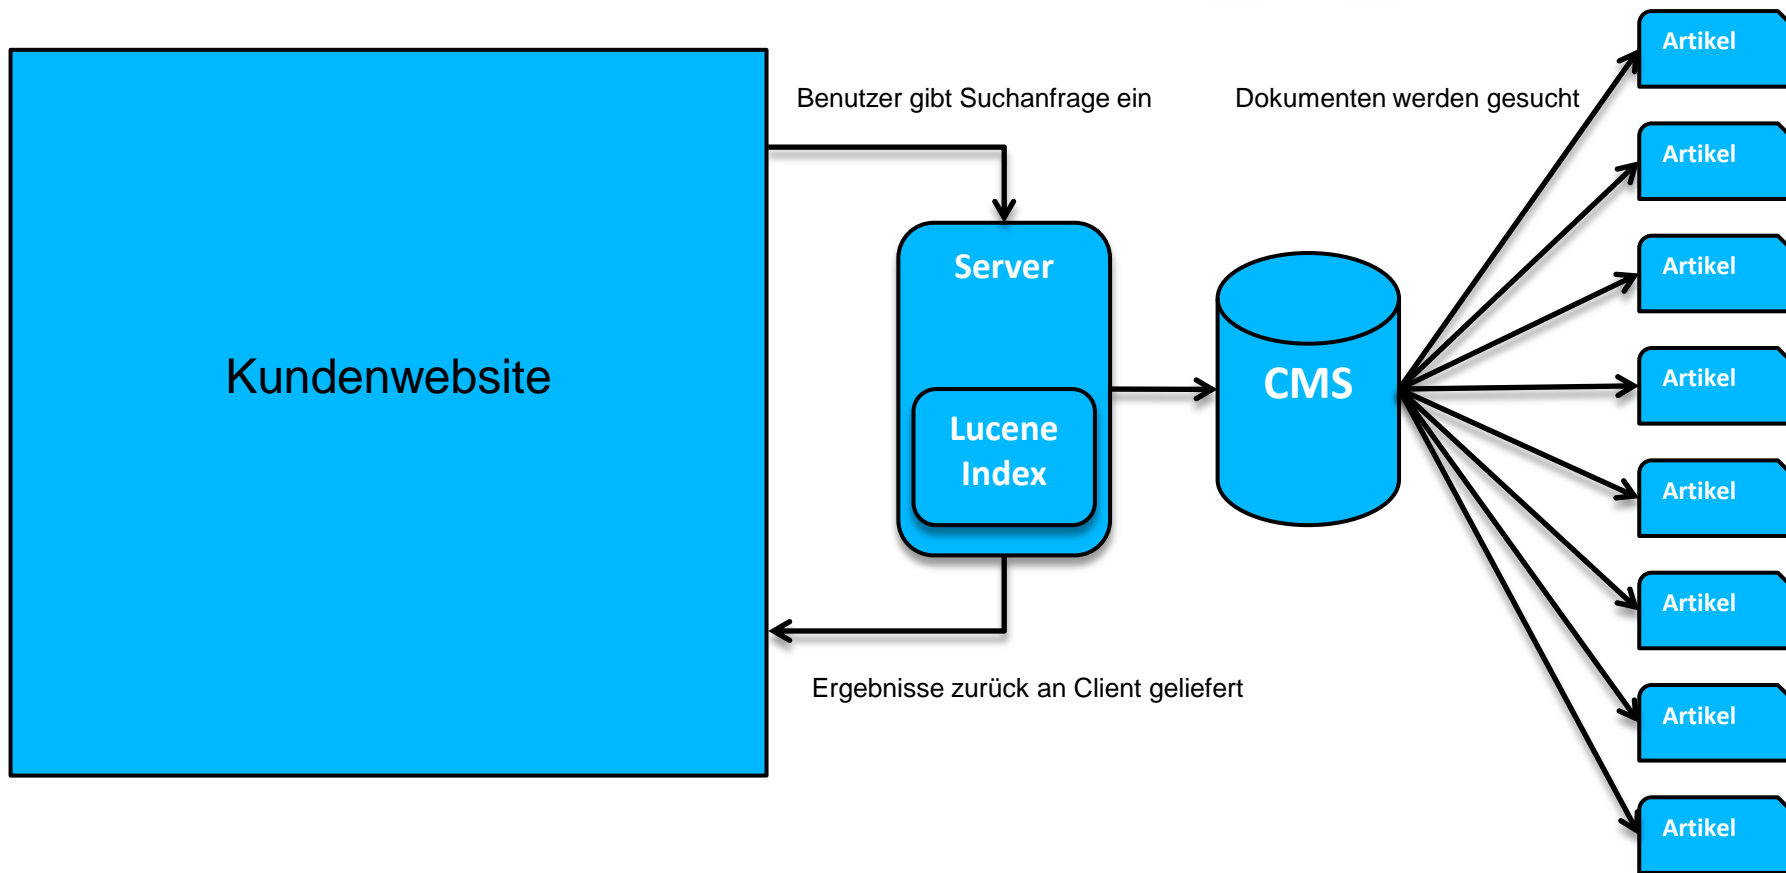 Kundenwebsite
Benutzer gibt Suchanfrage ein
Server
Lucene
Index
Ergebnisse zurück an Client geliefert
CMS
Dokumenten werden gesucht
Artikel
Artikel
Artikel
Artikel
Artikel
Artikel
Artikel
Artikel